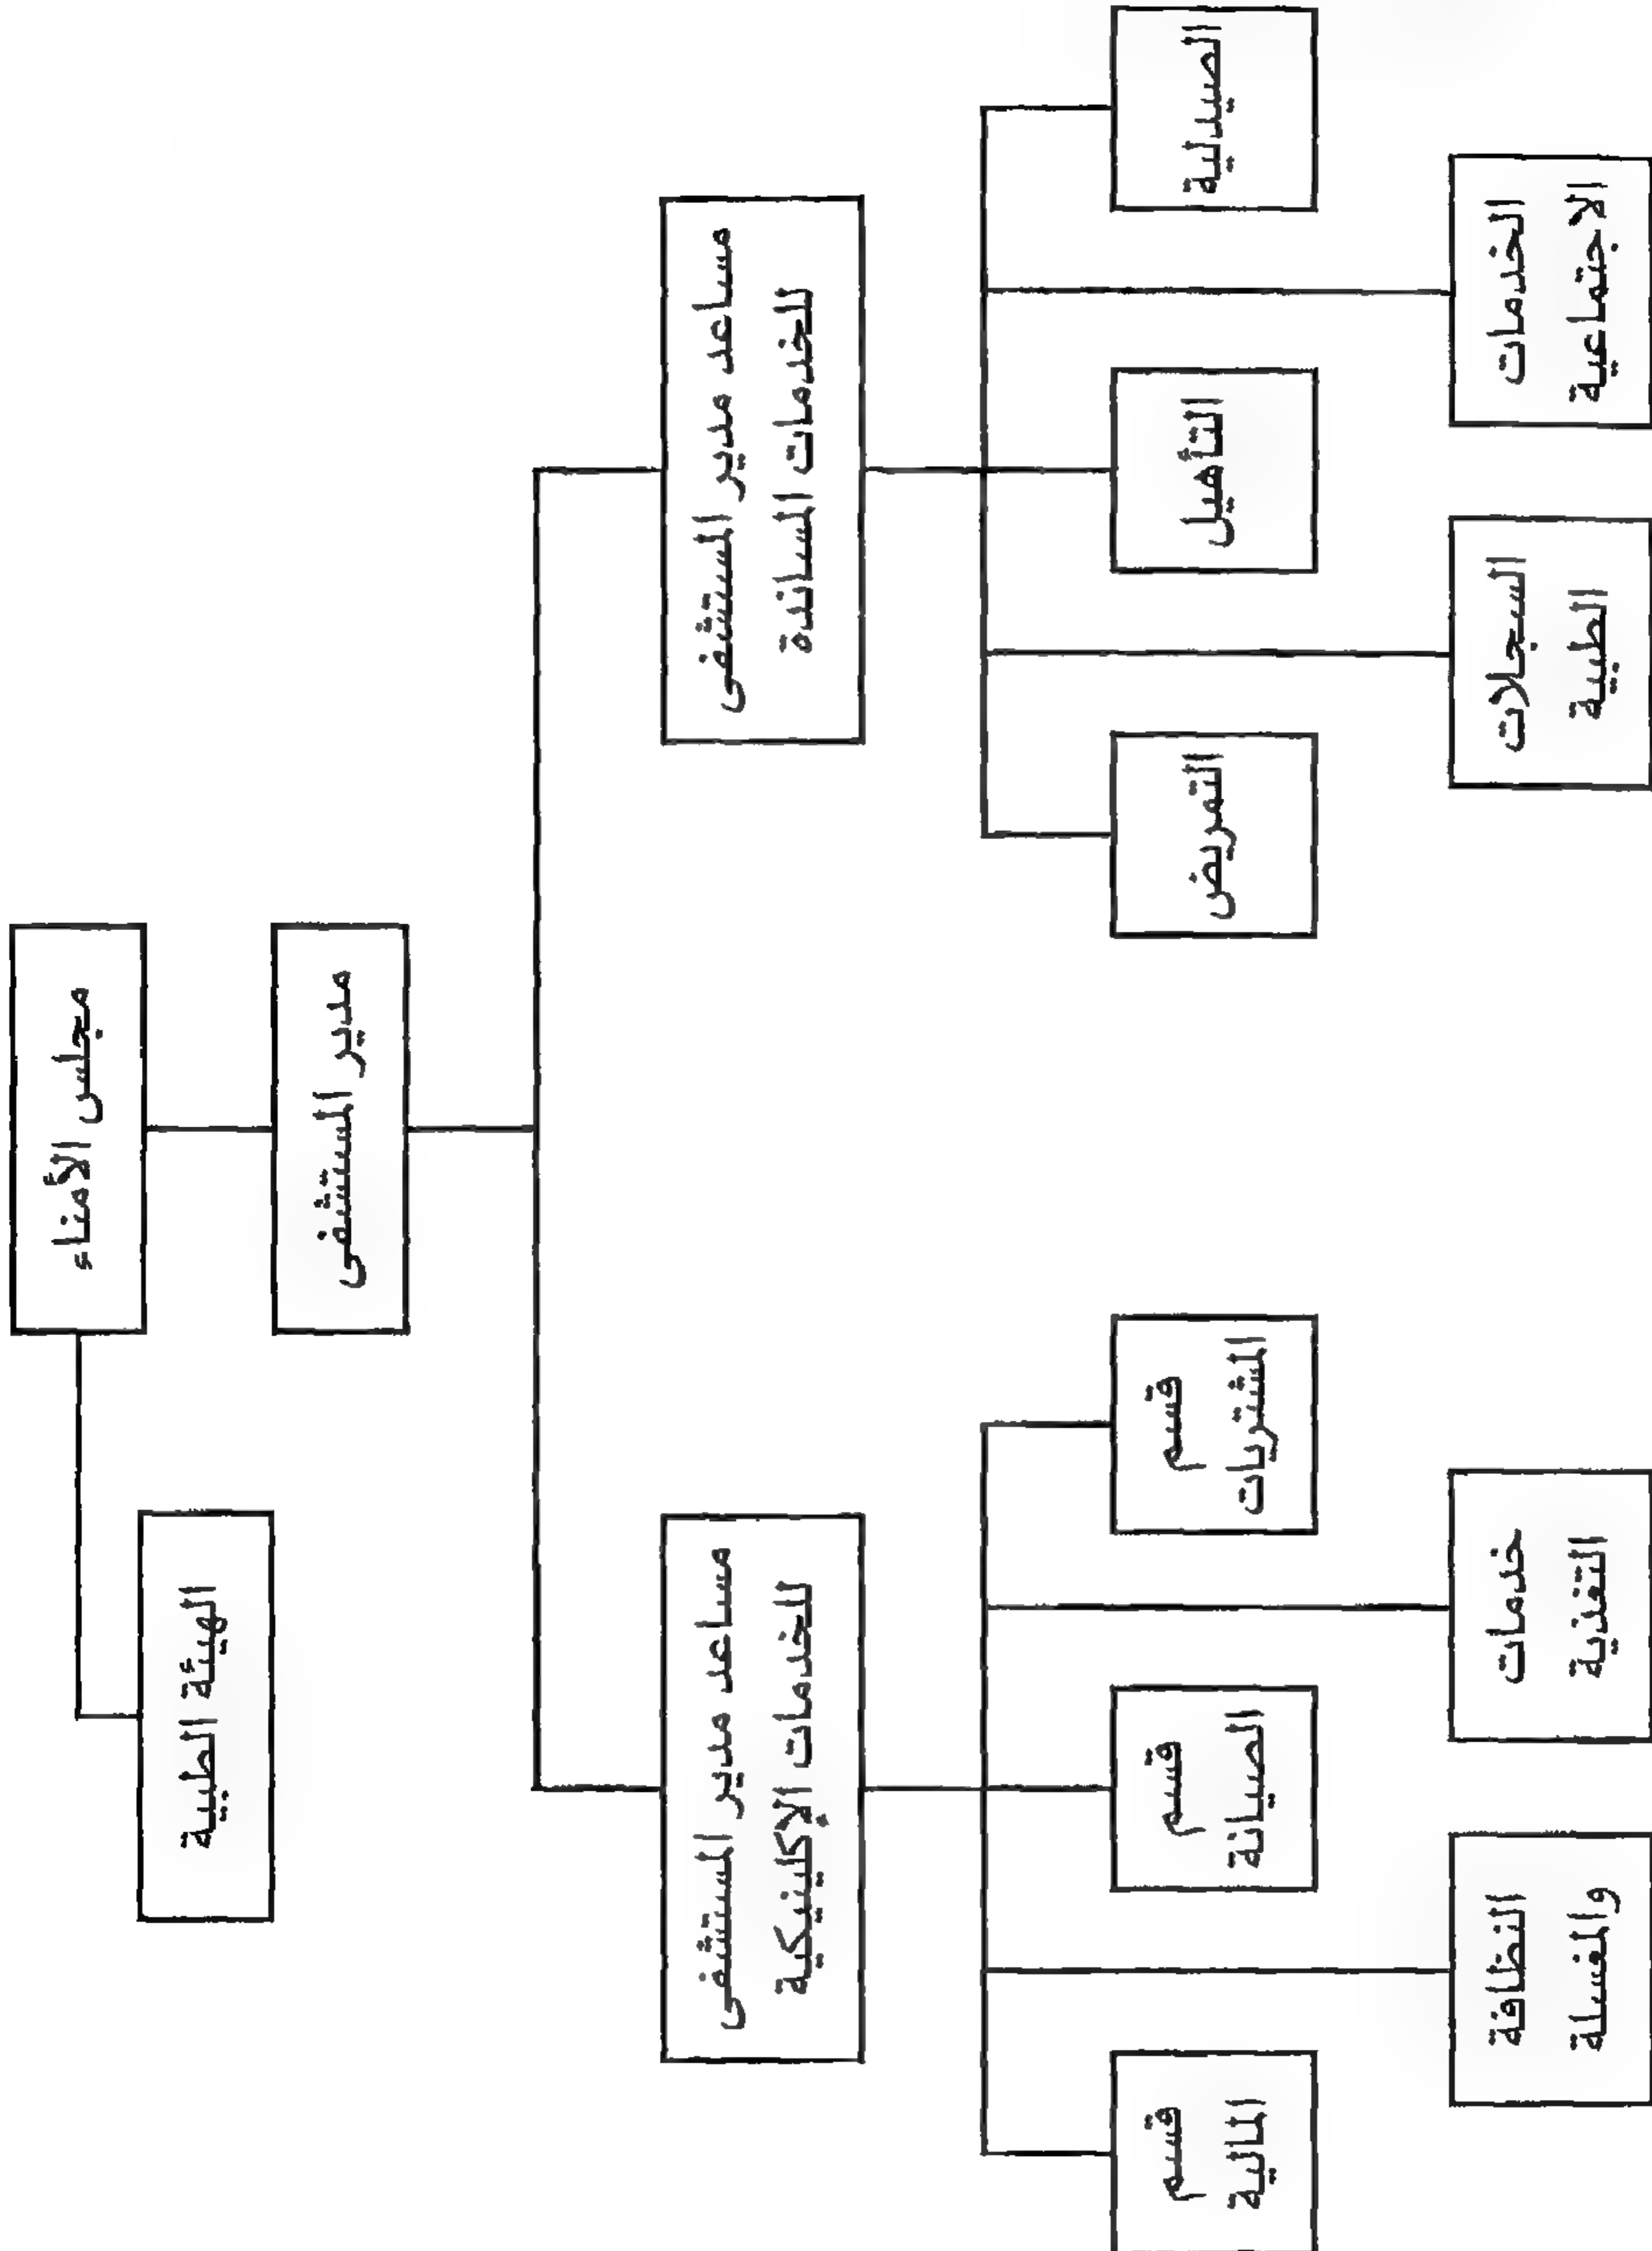 مجلس الأمناء
الهيئة الطبية
مدير المستشفى
مساعد مدير المستشفى
للخدمات المساندة
مساعد مدير المستشفى
للخدمات الإكلينيكية
الصيدلية
التأهيل
التمريض
الخدمات
الاجتماعية
السجلات
الطبية
قسم
المشتريات
قسم
الصيانة
قسم
المالية
خدمات
التغذية
النظافة
والمغسلة